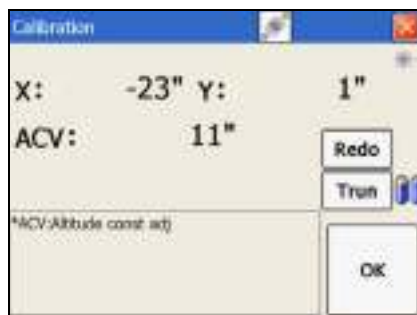 Calibration
X: -23" Y: 1"
ACV: 11"
Redo
Trun
*ACV:Altitude const adj
OK